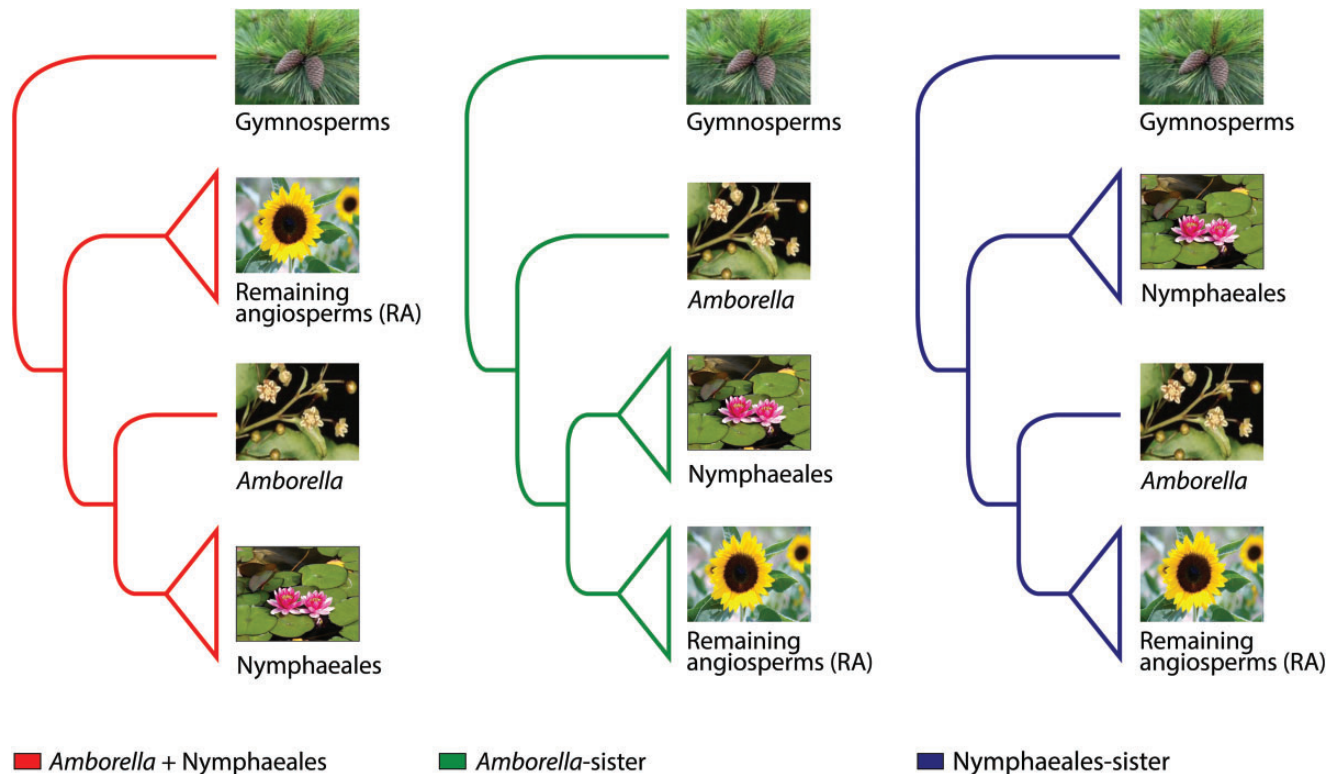 Gymnosperms
Remaining
angiosperms (RA)
Amborella
Nymphaeales
Amborella + Nymphaeales
Gymnosperms
Amborella
Nymphaeales
Remaining
angiosperms (RA)
Amborella-sister
Gymnosperms
Nymphaeales
Amborella
Remaining
angiosperms (RA)
Nymphaeales-sister